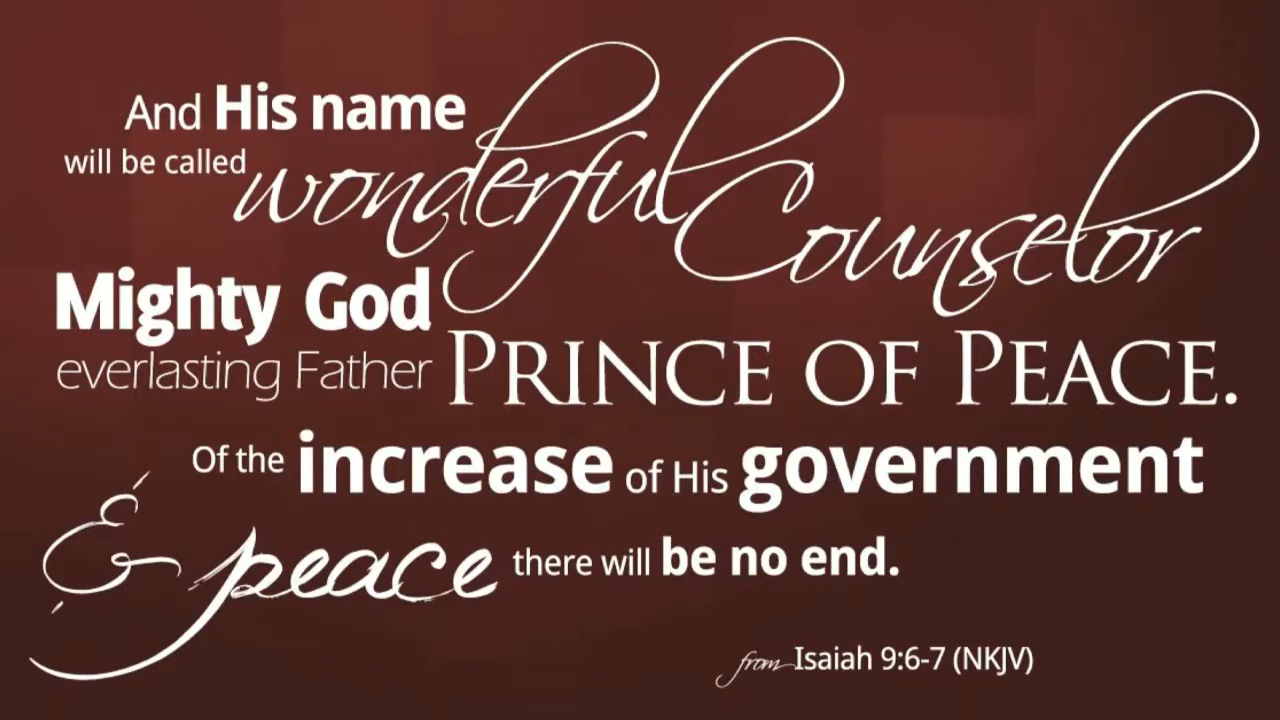 And His name
will be called wonderful Counselor
Mighty God
everlasting Father PRINCE OF PEACE.
Of the increase of His government
& peace there will be no end.
from Isaiah 9:6-7 (NKJV)